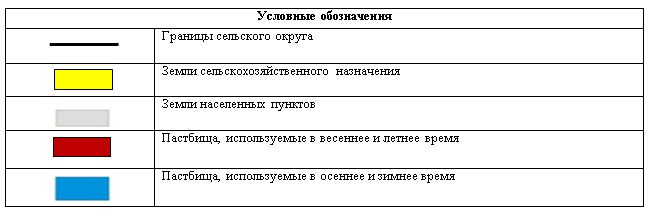 Условные обозначения
Границы сельского округа
Земли сельскохозяйственного назначения
Земли населенных пунктов
Пастбища, используемые в весеннее и летнее время
Пастбища, используемые в осеннее и зимнее время